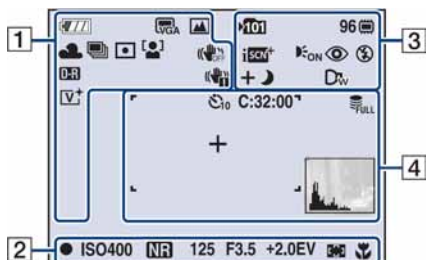 1
VGA
101
96
3
iSCN+
ON
OFF
D-R
+
Dw
V+
10 C:32:00
FULL
4
2
ISO400 NR 125 F3.5 +2.0EV